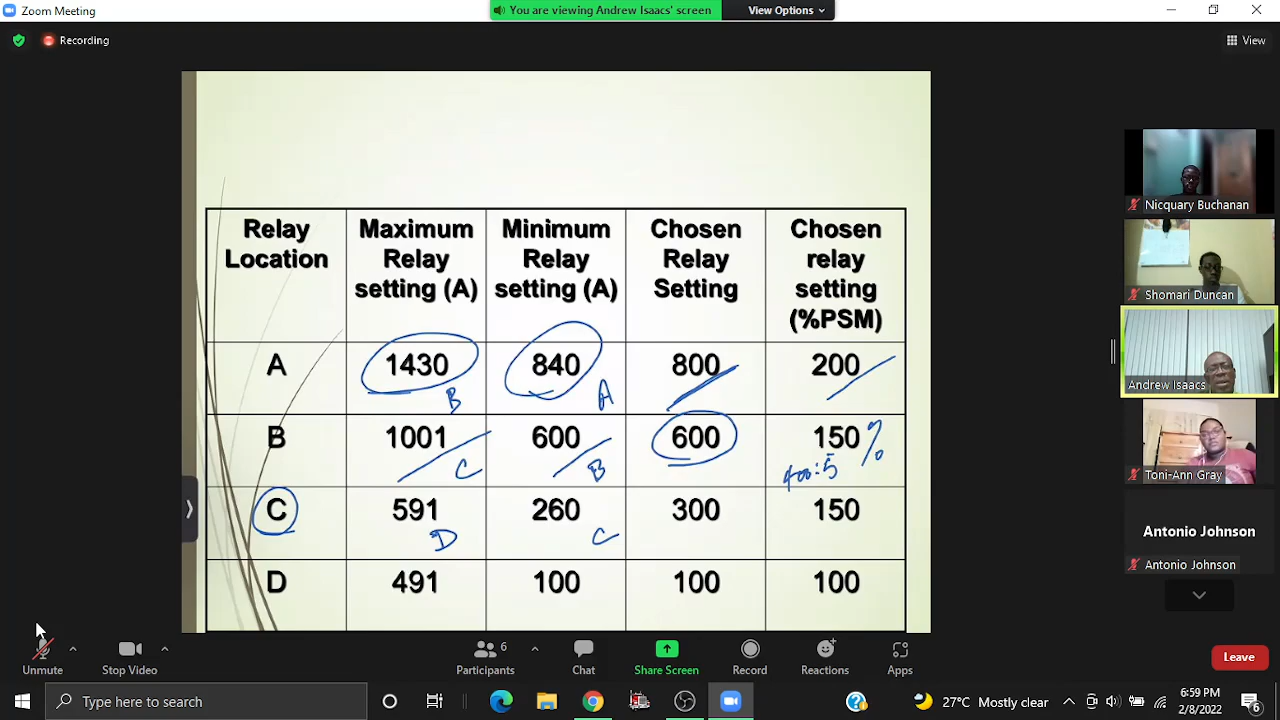 Zoom Meeting
You are viewing Andrew Isaacs' screen
View Options
Recording
View
Relay Location
Maximum Relay setting (A)
Minimum Relay setting (A)
Chosen Relay Setting
Chosen relay setting (%PSM)
A 1430 840 800 200
B A
B 1001 600 600 150 %
C B 400:5
C 591 260 300 150
D C
D 491 100 100 100
Nicquary Buchanan
Shomari Duncan
Andrew Isaacs
Toni-Ann Gray
Antonio Johnson
Antonio Johnson
Unmute
Stop Video
6
Participants
Chat
Share Screen
Record
Reactions
Apps
Leave
Type here to search
27°C Mostly clear
6:59 PM
2/8/2022
6